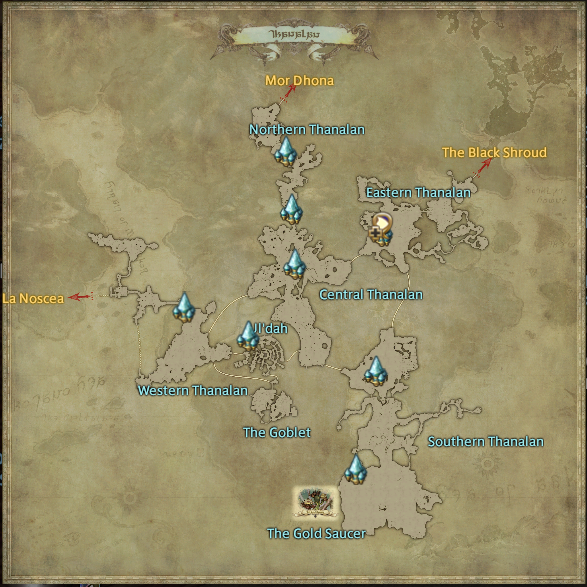 Mor Dhona
Northern Thanalan
The Black Shroud
Eastern Thanalan
La Noscea
Central Thanalan
Ul'dah
Western Thanalan
The Goblet
Southern Thanalan
The Gold Saucer